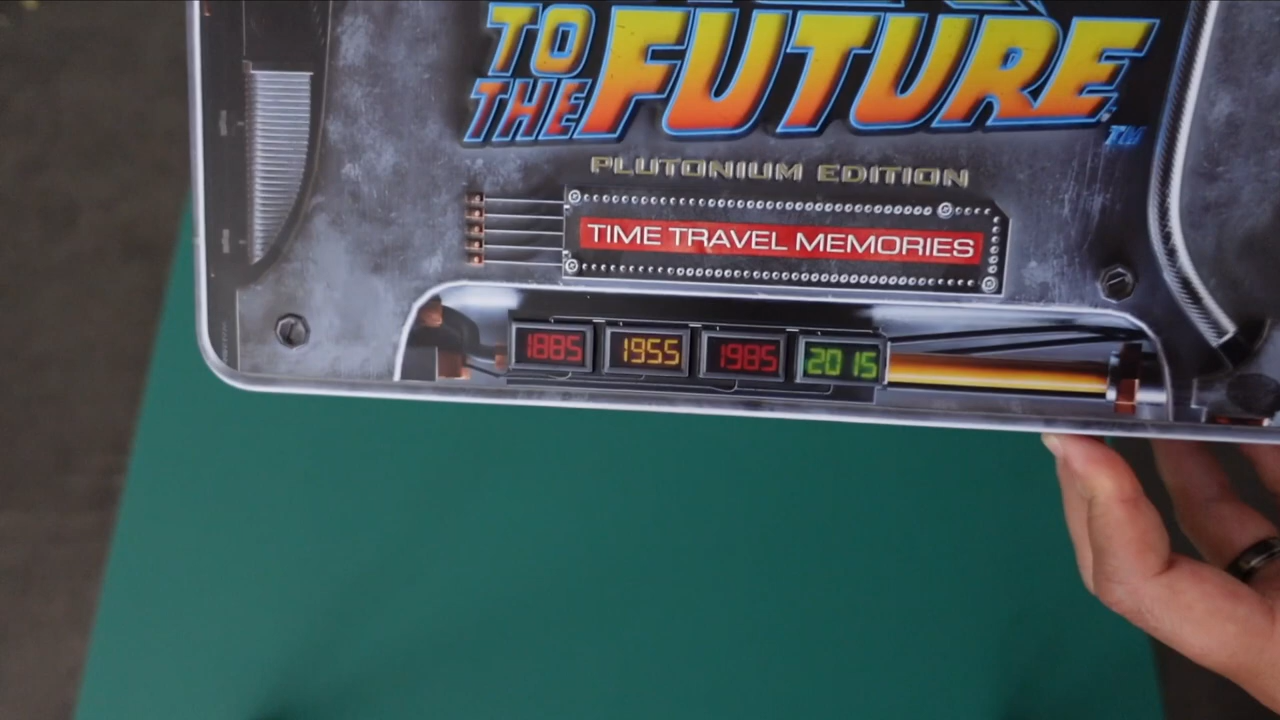 TO
THE FUTURE
TM
PLUTONIUM EDITION
TIME TRAVEL MEMORIES
1885 1955 1985 2015